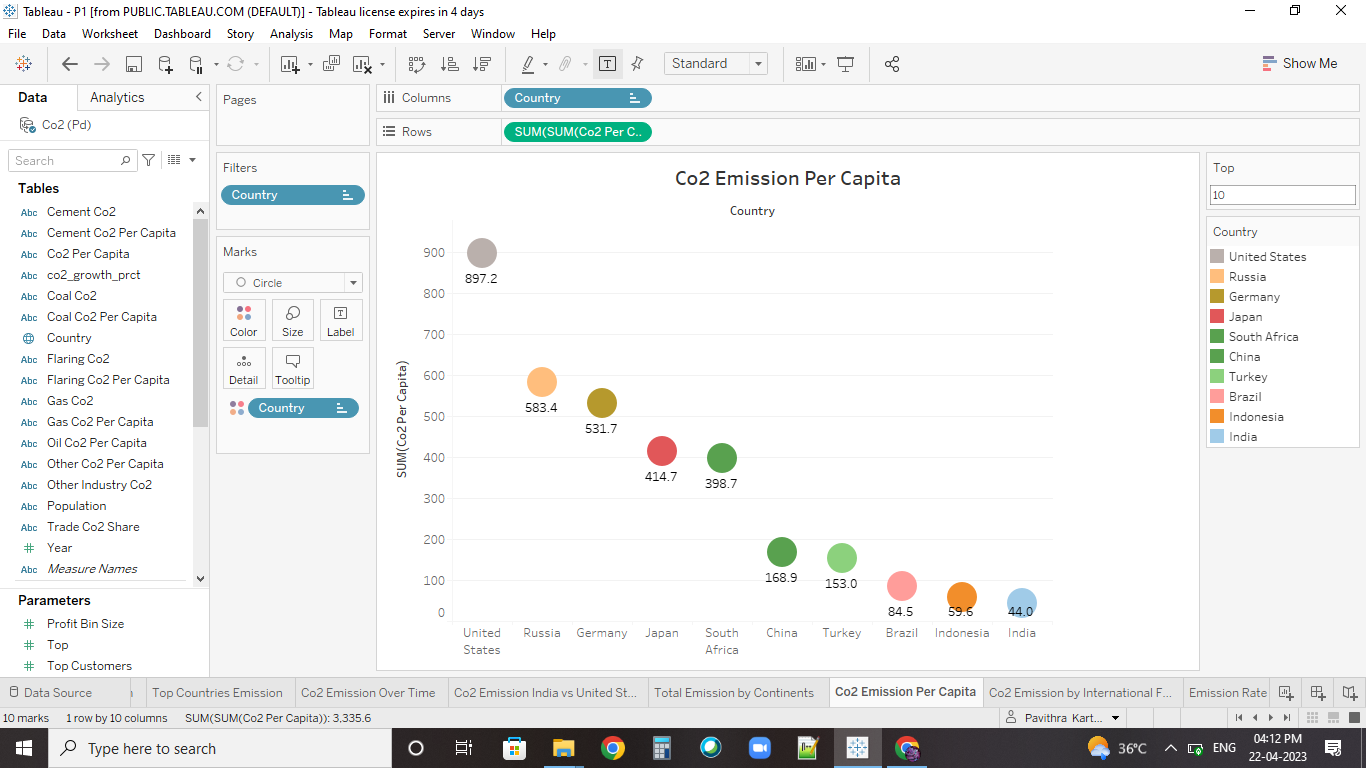 Tableau - P1 [from PUBLIC.TABLEAU.COM (DEFAULT)] - Tableau license expires in 4 days
File Data Worksheet Dashboard Story Analysis Map Format Server Window Help
Standard
Show Me
Data
Analytics
Co2 (Pd)
Search
Tables
Abc Cement Co2
Abc Cement Co2 Per Capita
Abc Co2 Per Capita
Abc co2_growth_prct
Abc Coal Co2
Abc Coal Co2 Per Capita
Country
Abc Flaring Co2
Abc Flaring Co2 Per Capita
Abc Gas Co2
Abc Gas Co2 Per Capita
Abc Oil Co2 Per Capita
Abc Other Co2 Per Capita
Abc Other Industry Co2
Abc Population
Abc Trade Co2 Share
# Year
Abc Measure Names
Parameters
# Profit Bin Size
# Top
# Top Customers
Pages
Filters
Country
Marks
Circle
Color Size Label
Detail Tooltip
Country
Columns Country
Rows SUM(SUM(Co2 Per C..
Co2 Emission Per Capita
Country
SUM(Co2 Per Capita)
900
800
700
600
500
400
300
200
100
0
897.2
583.4
531.7
414.7
398.7
168.9
153.0
84.5
59.6
44.0
United States
Russia
Germany
Japan
South Africa
China
Turkey
Brazil
Indonesia
India
Top
10
Country
United States
Russia
Germany
Japan
South Africa
China
Turkey
Brazil
Indonesia
India
Data Source Top Countries Emission Co2 Emission Over Time Co2 Emission India vs United St... Total Emission by Continents Co2 Emission Per Capita Co2 Emission by International F... Emission Rate
10 marks 1 row by 10 columns SUM(SUM(Co2 Per Capita)): 3,335.6
Pavithra Kart...
Type here to search
36°C
ENG
04:12 PM
22-04-2023